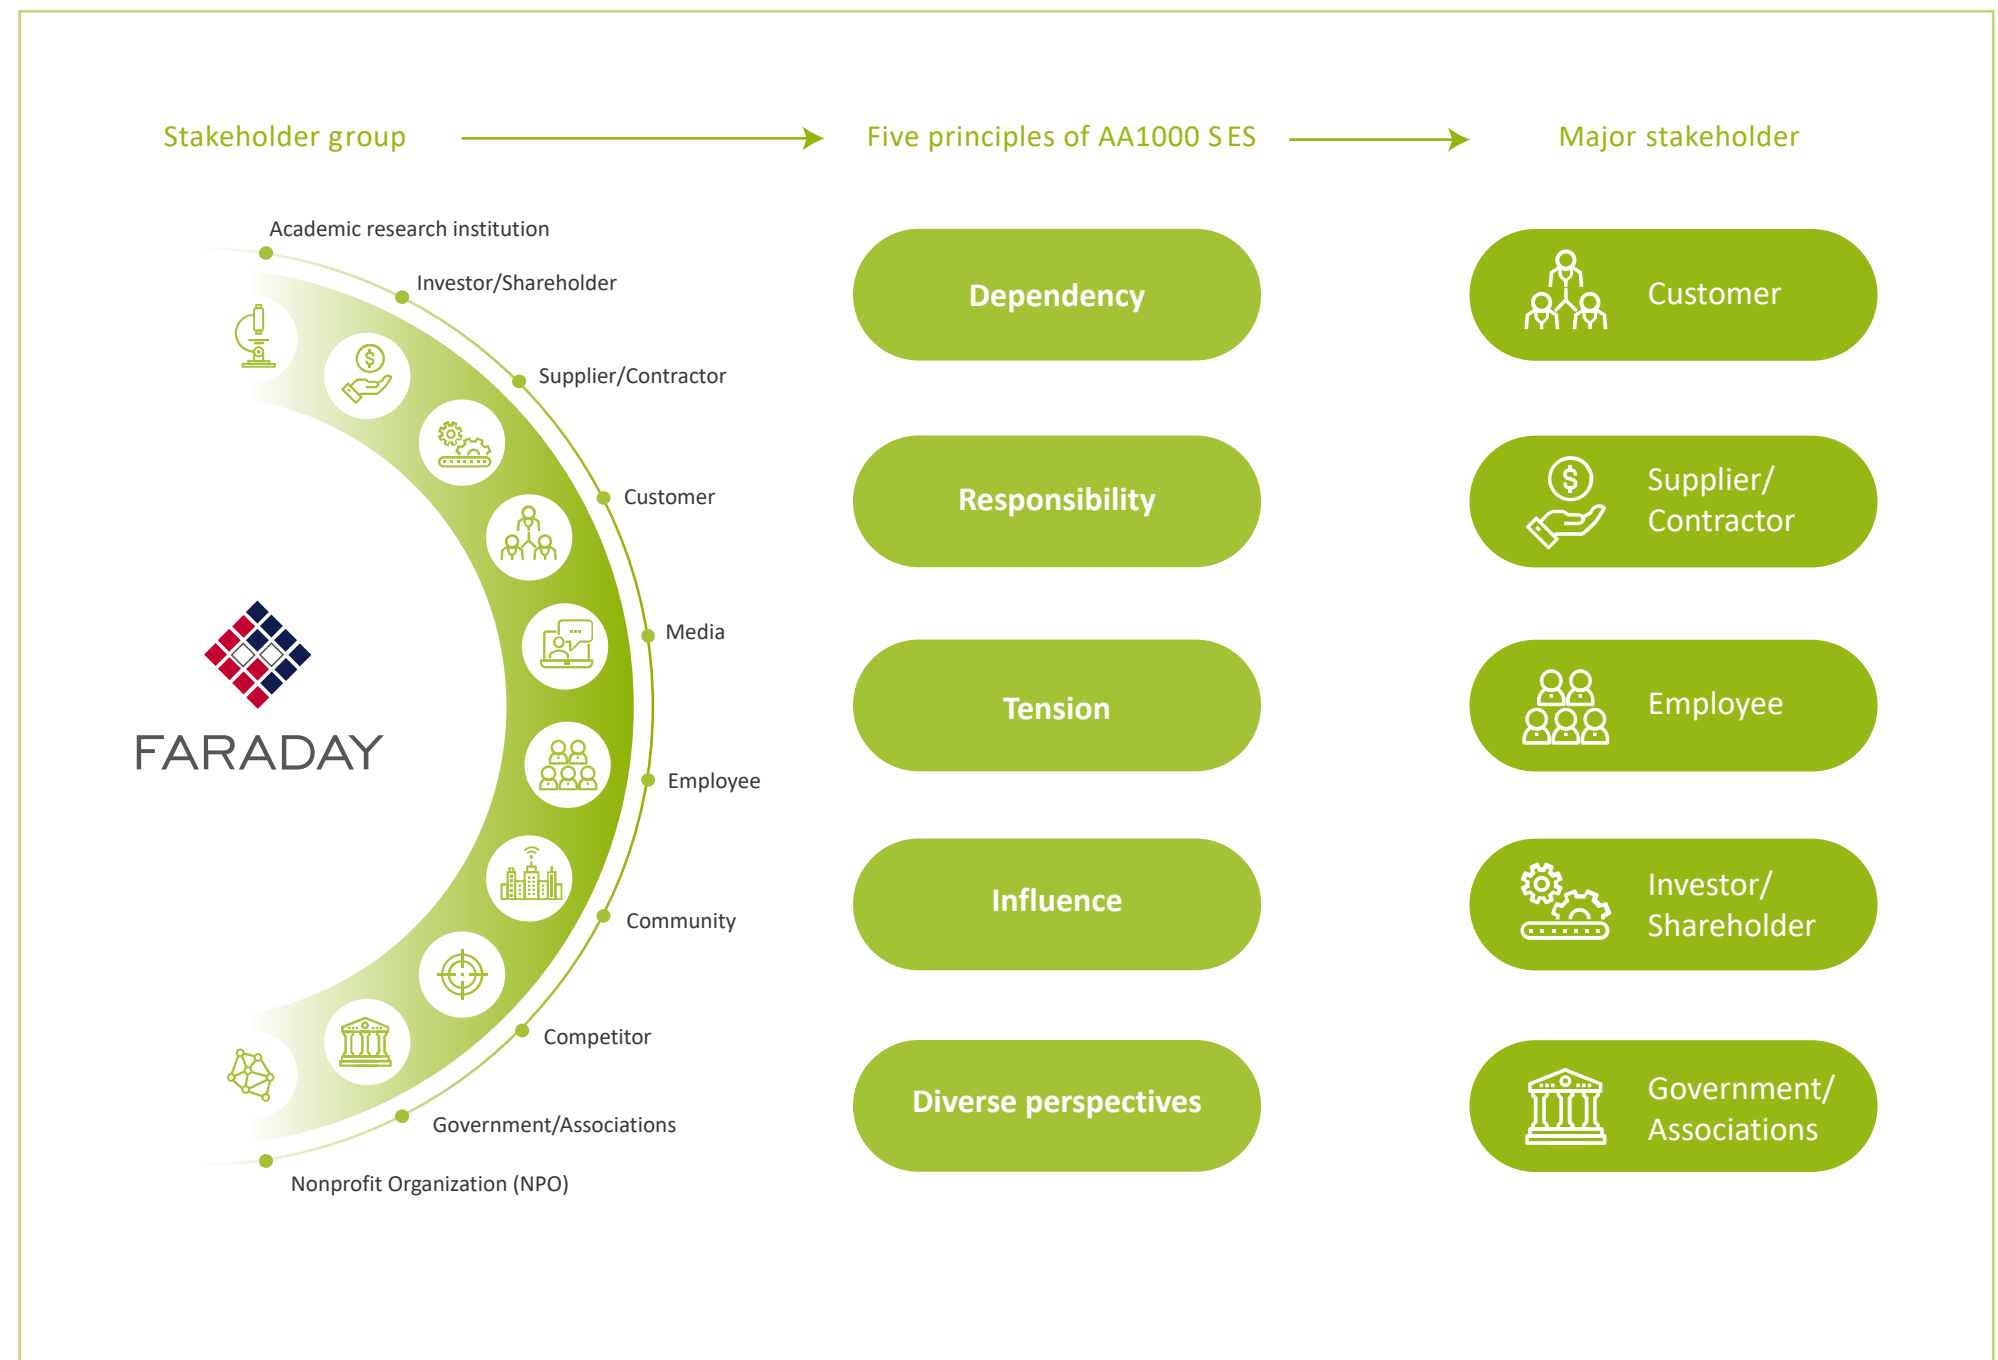 Stakeholder group
Five principles of AA1000 SES
Major stakeholder
Academic research institution
Investor/Shareholder
Supplier/Contractor
Customer
Media
Employee
Community
Competitor
Government/Associations
Nonprofit Organization (NPO)
FARADAY
Dependency
Responsibility
Tension
Influence
Diverse perspectives
Customer
Supplier/
Contractor
Employee
Investor/
Shareholder
Government/
Associations